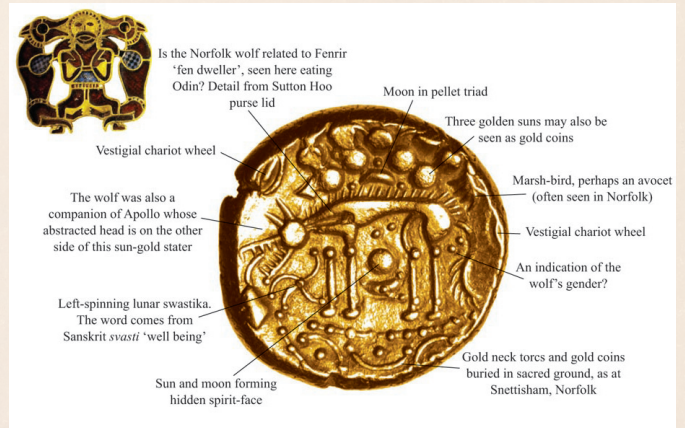 Is the Norfolk wolf related to Fenrir
‘fen dweller’, seen here eating
Odin? Detail from Sutton Hoo
purse lid
Moon in pellet triad
Three golden suns may also be
seen as gold coins
Vestigial chariot wheel
Marsh-bird, perhaps an avocet
(often seen in Norfolk)
The wolf was also a
companion of Apollo whose
abstracted head is on the other
side of this sun-gold stater
Vestigial chariot wheel
An indication of the
wolf’s gender?
Left-spinning lunar swastika.
The word comes from
Sanskrit svasti ‘well being’
Gold neck torcs and gold coins
buried in sacred ground, as at
Snettisham, Norfolk
Sun and moon forming
hidden spirit-face